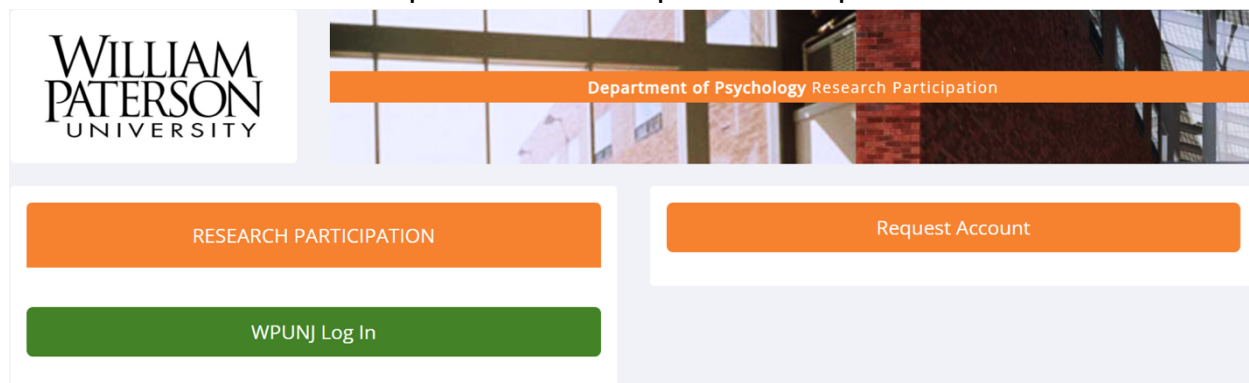 WILLIAM
PATERSON
UNIVERSITY
Department of Psychology Research Participation
RESEARCH PARTICIPATION
Request Account
WPUNJ Log In